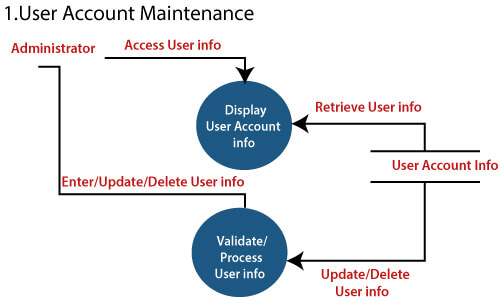 1.User Account Maintenance
Administrator
Access User info
Display
User Account
info
Retrieve User info
User Account Info
Enter/Update/Delete User info
Validate/
Process
User info
Update/Delete
User info